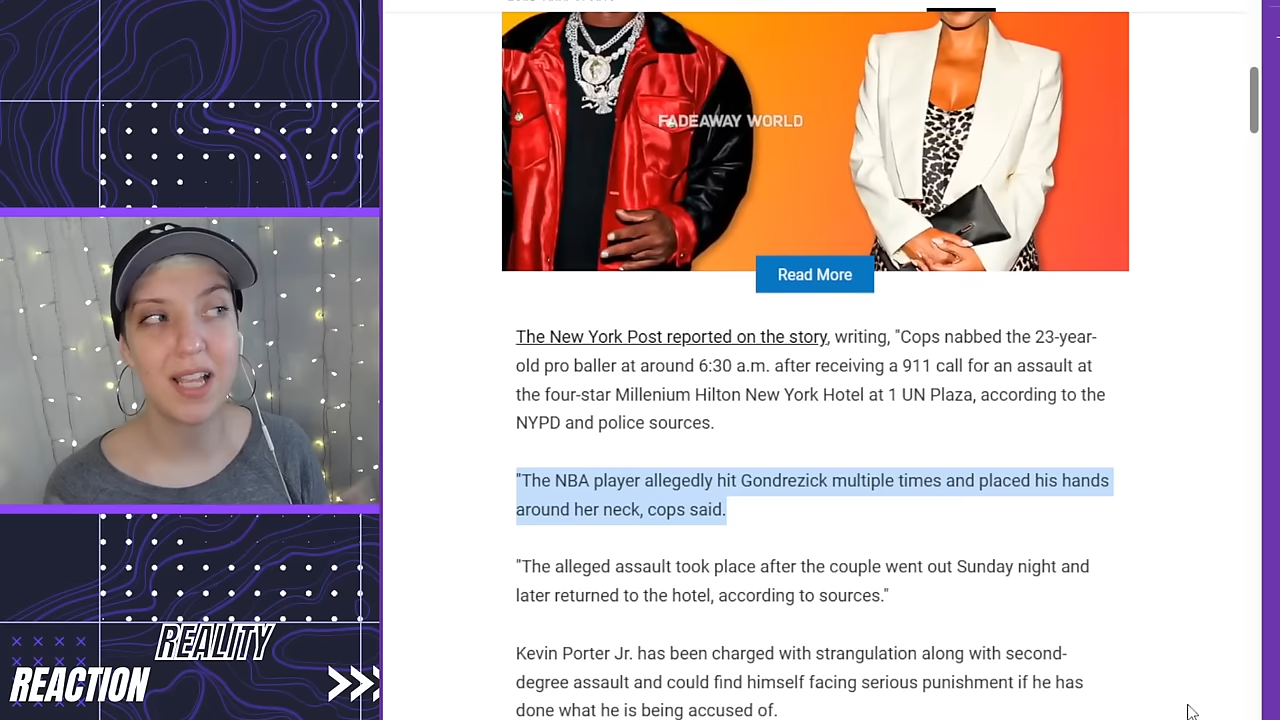 FADEAWAY WORLD
Read More
The New York Post reported on the story, writing, "Cops nabbed the 23-year-
old pro baller at around 6:30 a.m. after receiving a 911 call for an assault at
the four-star Millenium Hilton New York Hotel at 1 UN Plaza, according to the
NYPD and police sources.
"The NBA player allegedly hit Gondrezick multiple times and placed his hands
around her neck, cops said.
"The alleged assault took place after the couple went out Sunday night and
later returned to the hotel, according to sources."
Kevin Porter Jr. has been charged with strangulation along with second-
degree assault and could find himself facing serious punishment if he has
done what he is being accused of.
REALITY
REACTION